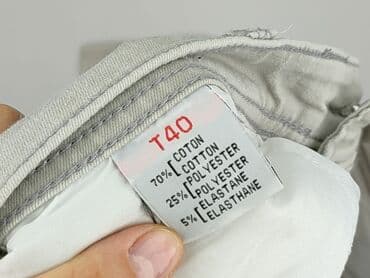 T40
70% [ COTON
COTTON
25% [ POLYESTER
POLYESTER
5% [ ELASTANE
ELASTHANE